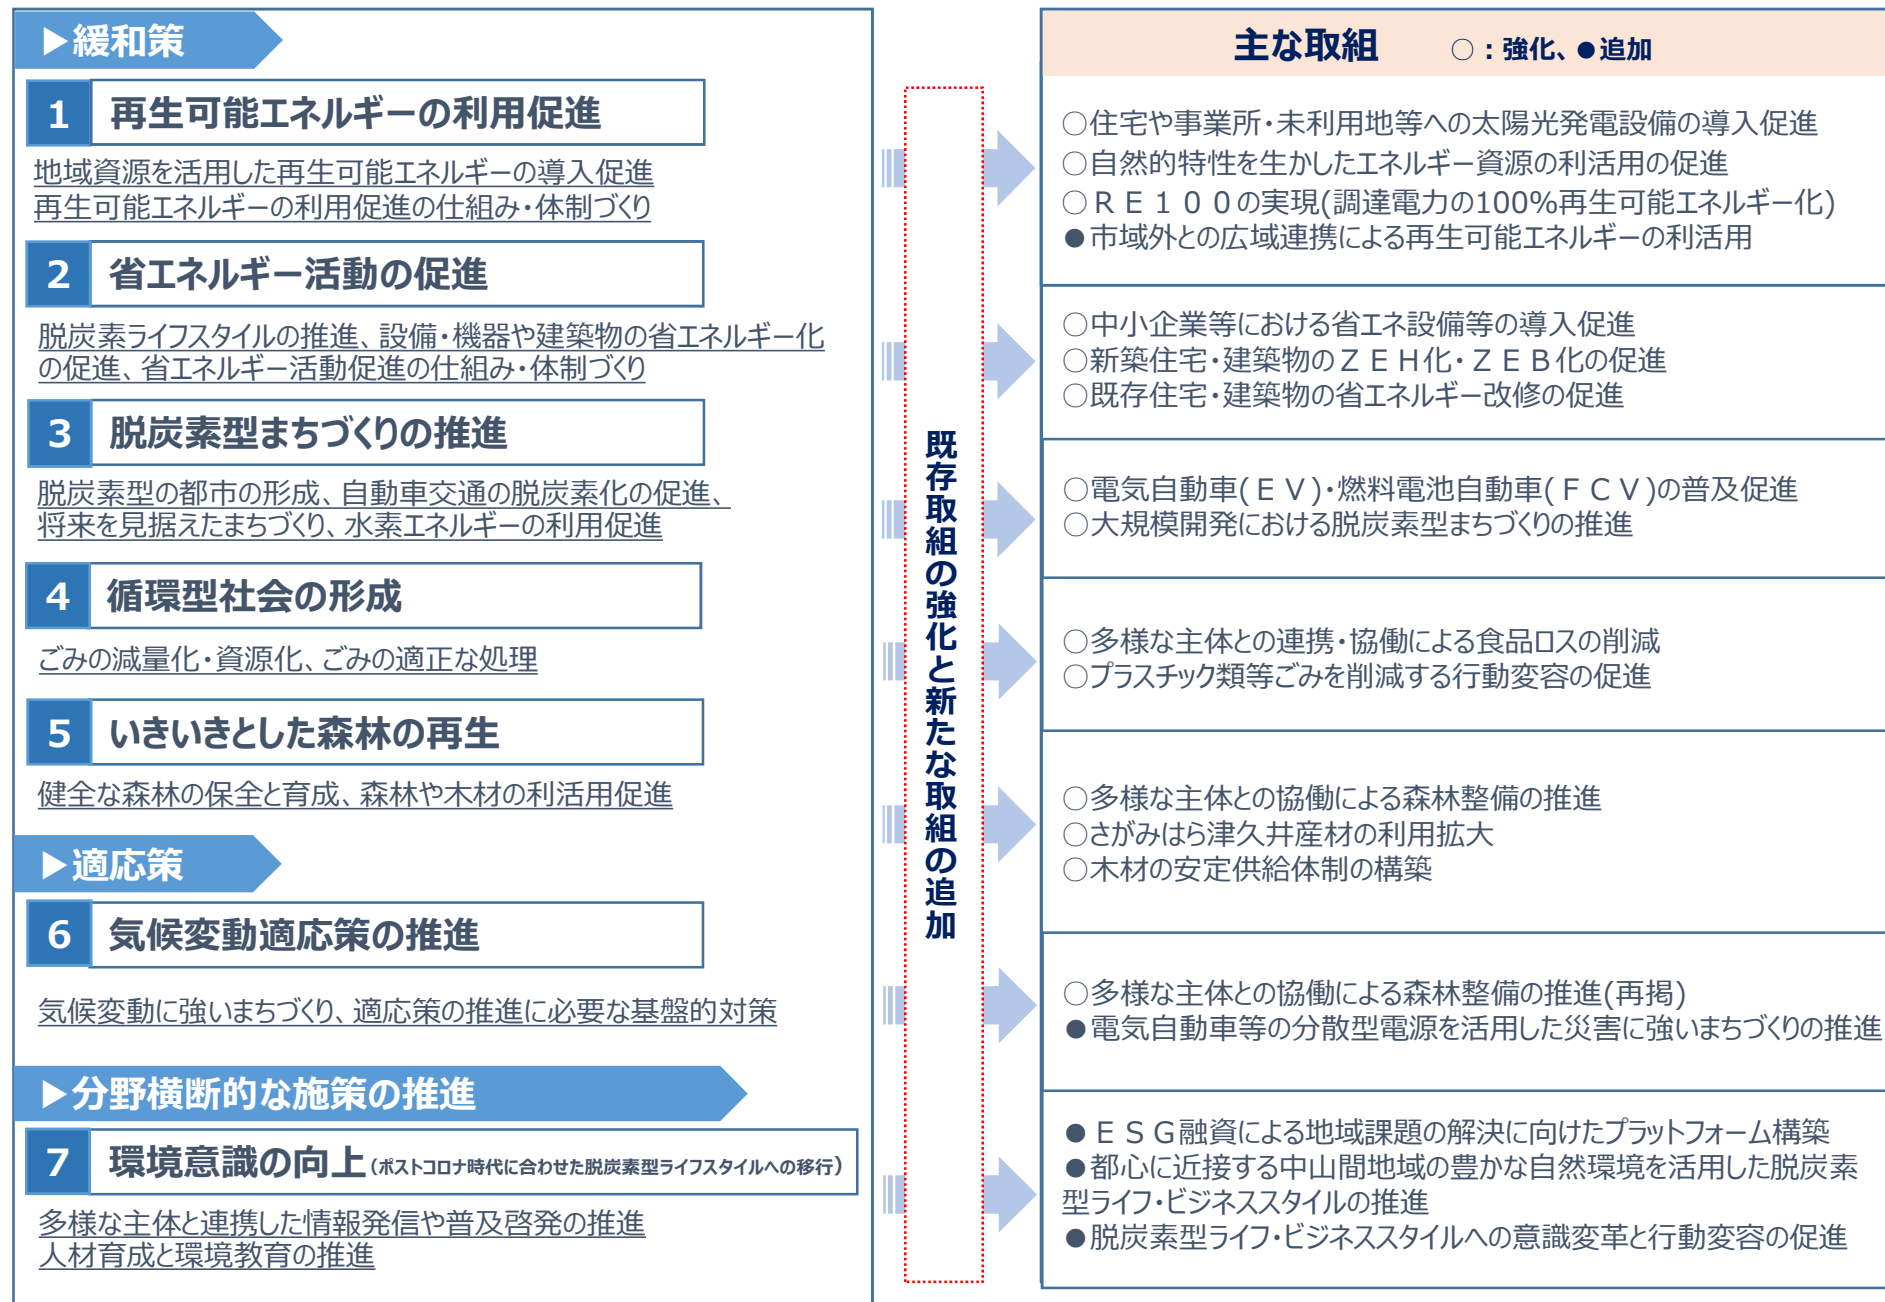 ▶緩和策
1 再生可能エネルギーの利用促進
地域資源を活用した再生可能エネルギーの導入促進
再生可能エネルギーの利用促進の仕組み・体制づくり
2 省エネルギー活動の促進
脱炭素ライフスタイルの推進、設備・機器や建築物の省エネルギー化
の促進、省エネルギー活動促進の仕組み・体制づくり
3 脱炭素型まちづくりの推進
脱炭素型の都市の形成、自動車交通の脱炭素化の促進、
将来を見据えたまちづくり、水素エネルギーの利用促進
4 循環型社会の形成
ごみの減量化・資源化、ごみの適正な処理
5 いきいきとした森林の再生
健全な森林の保全と育成、森林や木材の利活用促進
▶適応策
6 気候変動適応策の推進
気候変動に強いまちづくり、適応策の推進に必要な基盤的対策
▶分野横断的な施策の推進
7 環境意識の向上(ポストコロナ時代に合わせた脱炭素型ライフスタイルへの移行)
多様な主体と連携した情報発信や普及啓発の推進
人材育成と環境教育の推進
既存取組の強化と新たな取組の追加
主な取組 ○:強化、●追加
○住宅や事業所・未利用地等への太陽光発電設備の導入促進
○自然的特性を生かしたエネルギー資源の利活用の促進
○RE100の実現(調達電力の100%再生可能エネルギー化)
●市域外との広域連携による再生可能エネルギーの利活用
○中小企業等における省エネ設備等の導入促進
○新築住宅・建築物のZEH化・ZEB化の促進
○既存住宅・建築物の省エネルギー改修の促進
○電気自動車(EV)・燃料電池自動車(FCV)の普及促進
○大規模開発における脱炭素型まちづくりの推進
○多様な主体との連携・協働による食品ロスの削減
○プラスチック類等ごみを削減する行動変容の促進
○多様な主体との協働による森林整備の推進
○さがみはら津久井産材の利用拡大
○木材の安定供給体制の構築
○多様な主体との協働による森林整備の推進(再掲)
●電気自動車等の分散型電源を活用した災害に強いまちづくりの推進
●ESG融資による地域課題の解決に向けたプラットフォーム構築
●都心に近接する中山間地域の豊かな自然環境を活用した脱炭素
型ライフ・ビジネススタイルの推進
●脱炭素型ライフ・ビジネススタイルへの意識変革と行動変容の促進